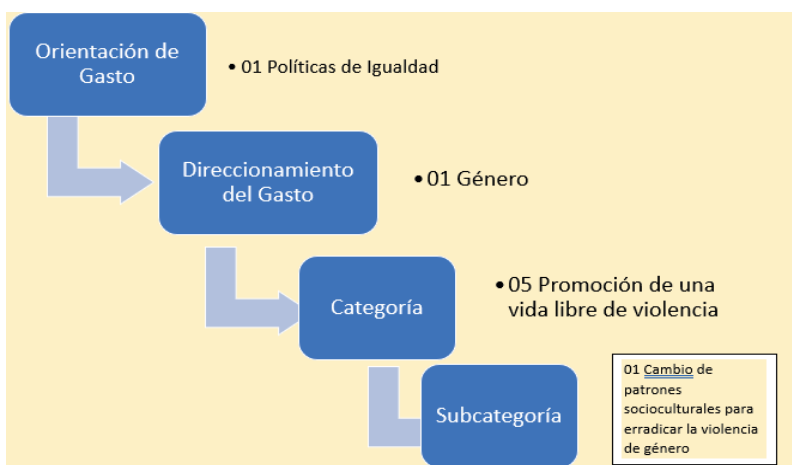 Orientación de
Gasto
• 01 Políticas de Igualdad
Direccionamiento
del Gasto
• 01 Género
Categoría
• 05 Promoción de una
vida libre de violencia
Subcategoría
01 Cambio de
patrones
socioculturales para
erradicar la violencia
de género